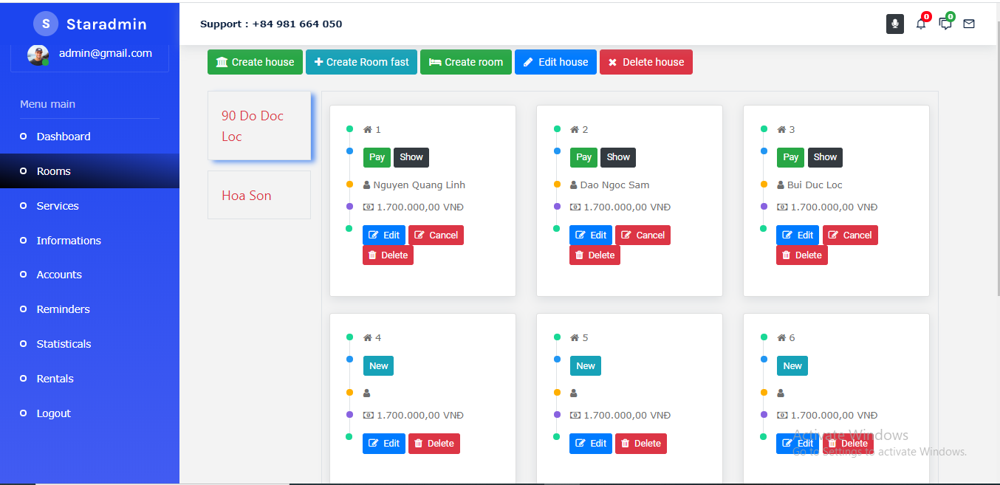 S Staradmin
admin@gmail.com
Menu main
Dashboard
Rooms
Services
Informations
Accounts
Reminders
Statisticals
Rentals
Logout
Support : +84 981 664 050
0 0
Create house Create Room fast Create room Edit house Delete house
90 Do Doc
Loc
Hoa Son
1
Pay Show
Nguyen Quang Linh
1.700.000,00 VNĐ
Edit Cancel
Delete
2
Pay Show
Dao Ngoc Sam
1.700.000,00 VNĐ
Edit Cancel
Delete
3
Pay Show
Bui Duc Loc
1.700.000,00 VNĐ
Edit Cancel
Delete
4
New
1.700.000,00 VNĐ
Edit Delete
5
New
1.700.000,00 VNĐ
Edit Delete
6
New
1.700.000,00 VNĐ
Edit Delete
Activate Windows
Go to Settings to activate Windows.